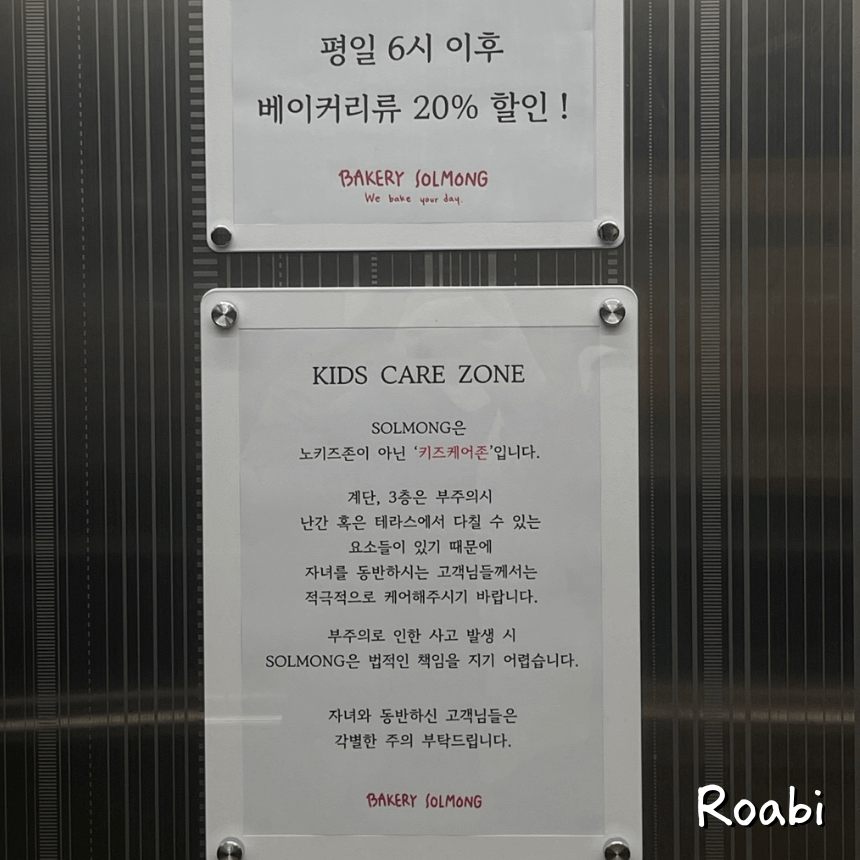 평일 6시 이후
베이커리류 20% 할인 !
BAKERY SOLMONG
We bake your day.
KIDS CARE ZONE
SOLMONG은
노키즈존이 아닌 '키즈케어존'입니다.
계단, 3층은 부주의시
난간 혹은 테라스에서 다칠 수 있는
요소들이 있기 때문에
자녀를 동반하시는 고객님들께서는
적극적으로 케어해주시기 바랍니다.
부주의로 인한 사고 발생 시
SOLMONG은 법적인 책임을 지기 어렵습니다.
자녀와 동반하신 고객님들은
각별한 주의 부탁드립니다.
BAKERY SOLMONG
Roabi